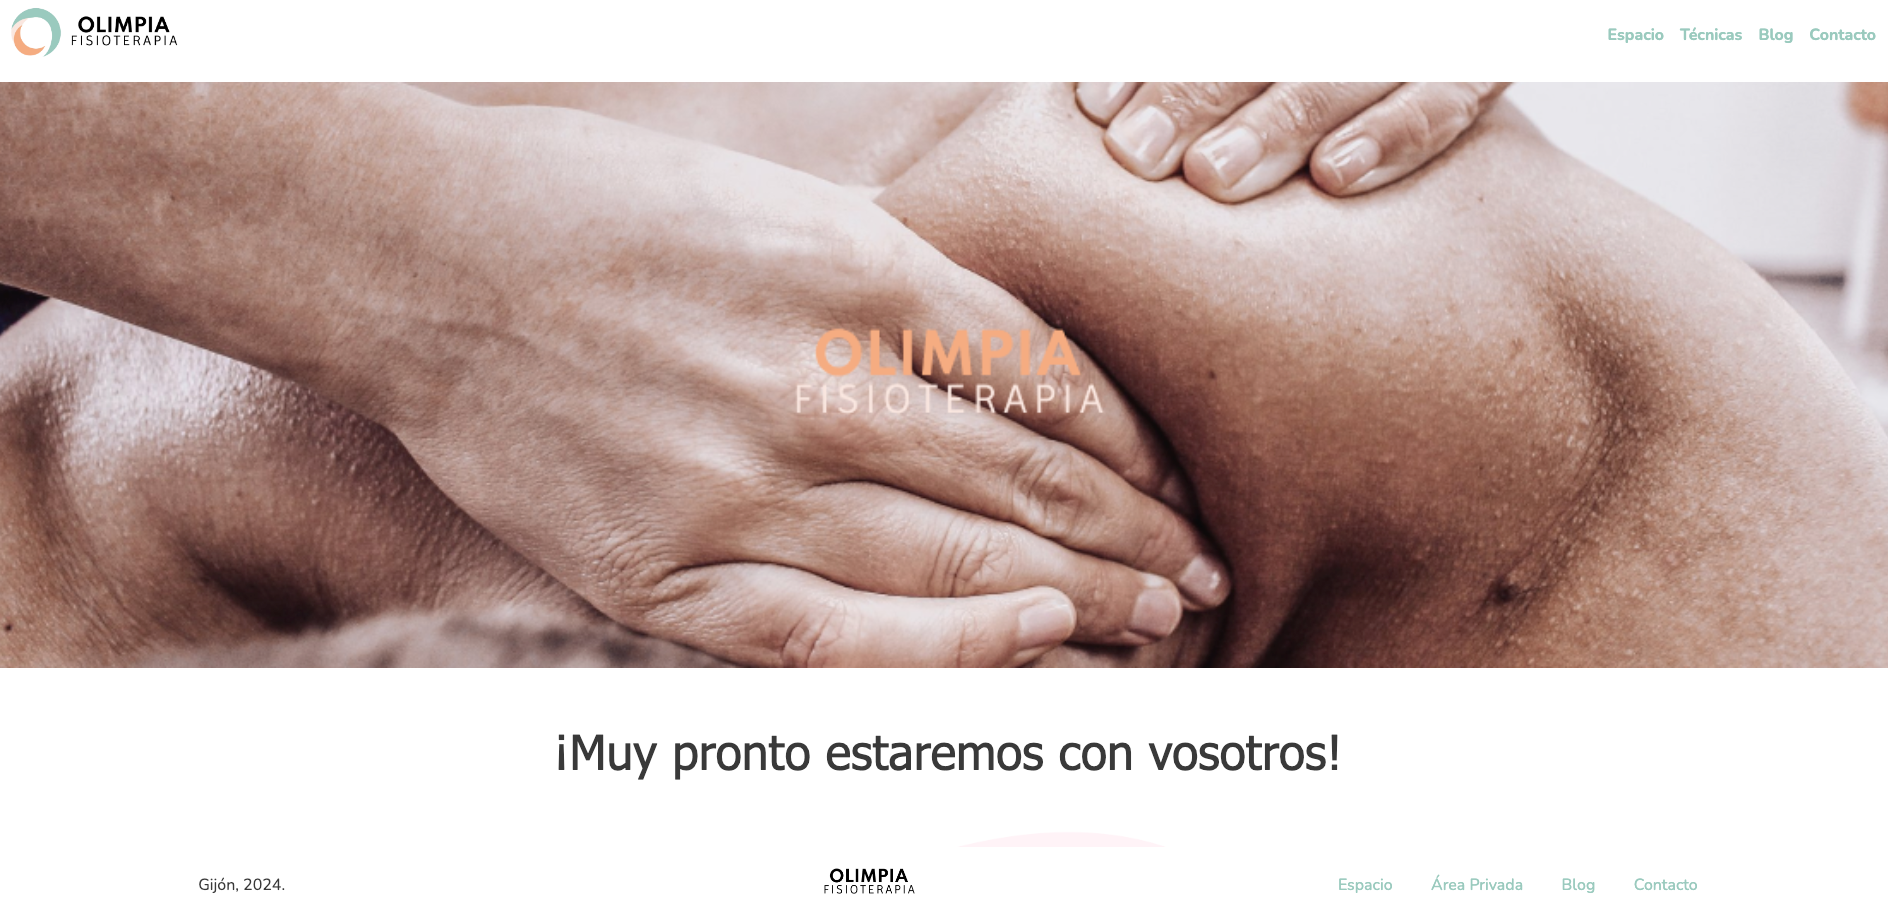 OLIMPIA
FISIOTERAPIA
Espacio Técnicas Blog Contacto
OLIMPIA
FISIOTERAPIA
¡Muy pronto estaremos con vosotros!
Gijón, 2024.
OLIMPIA
FISIOTERAPIA
Espacio Área Privada Blog Contacto